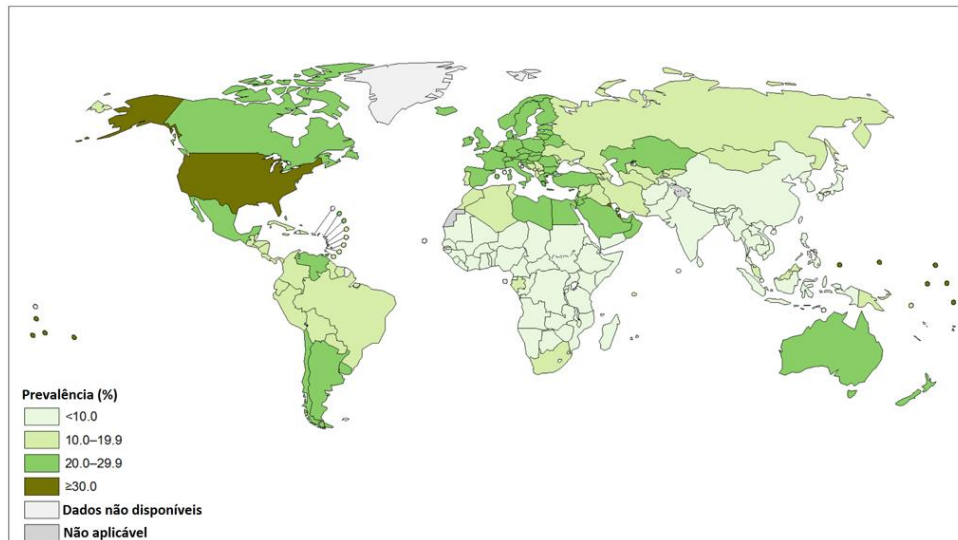 Prevalência (%)
<10.0
10.0–19.9
20.0–29.9
≥30.0
Dados não disponíveis
Não aplicável